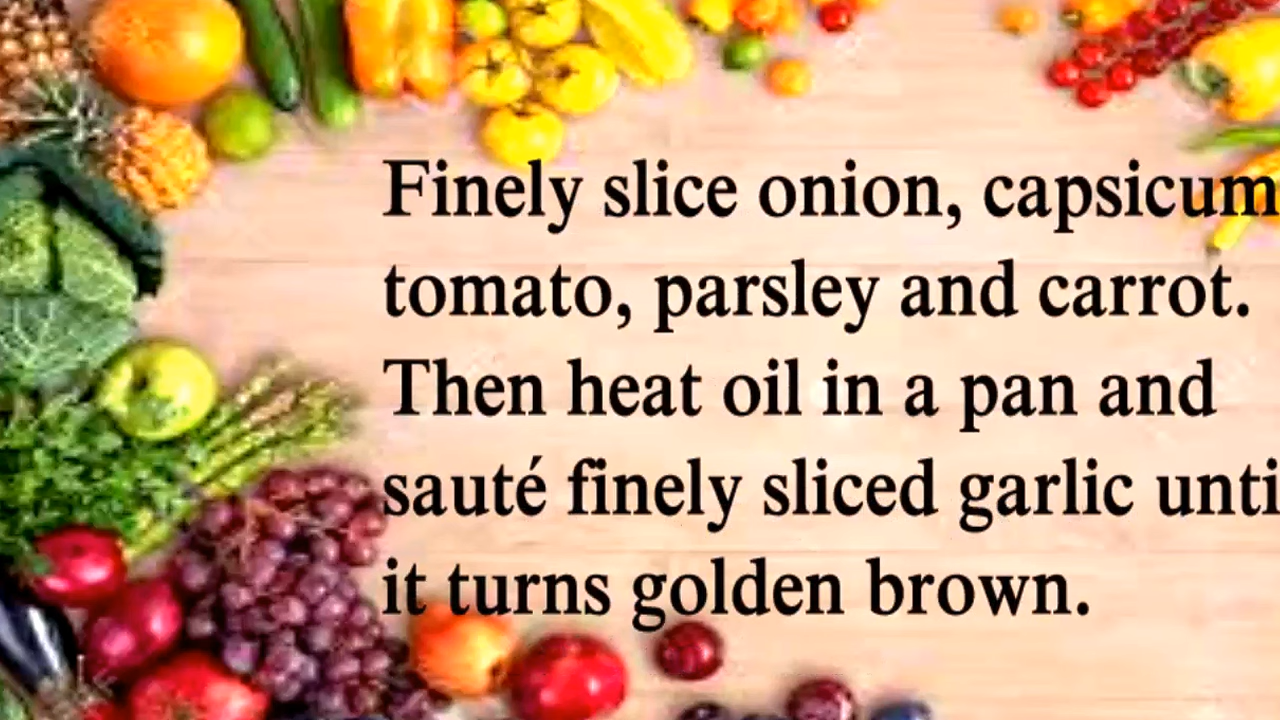 Finely slice onion, capsicum
tomato, parsley and carrot.
Then heat oil in a pan and
sauté finely sliced garlic unti
it turns golden brown.